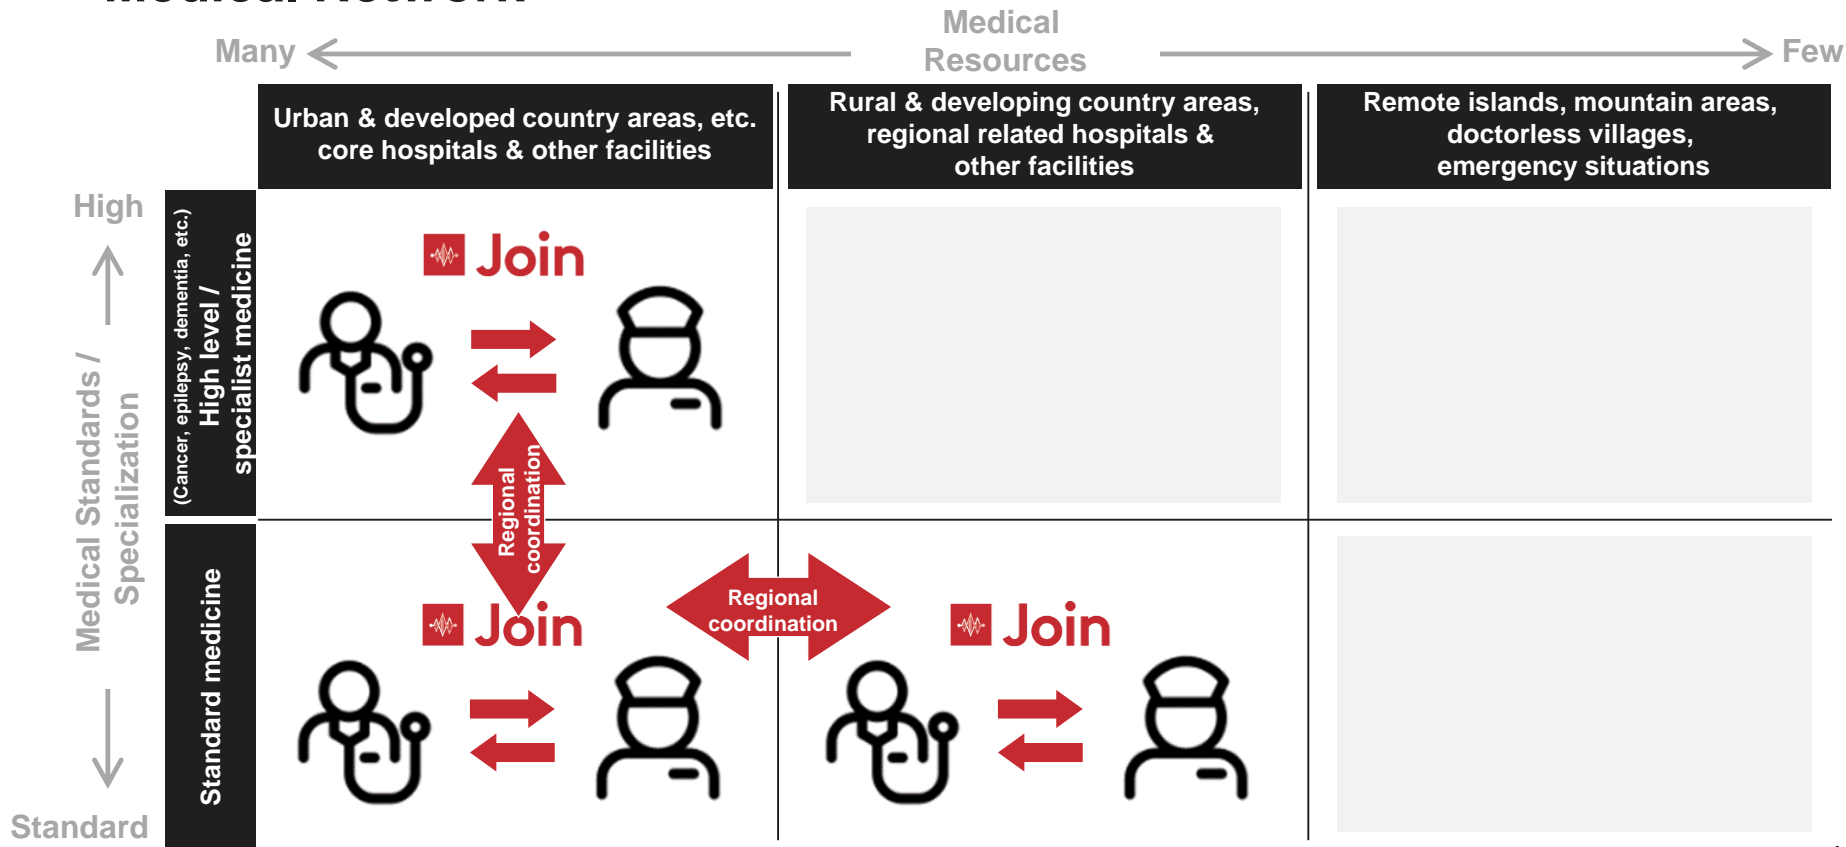 Medical Network
Medical
Resources
Many
Few
Urban & developed country areas, etc.
core hospitals & other facilities
Rural & developing country areas,
regional related hospitals &
other facilities
Remote islands, mountain areas,
doctorless villages,
emergency situations
High
Medical Standards /
Specialization
Standard
(Cancer, epilepsy, dementia, etc.)
High level /
specialist medicine
Join
Regional
coordination
Standard medicine
Join
Regional
coordination
Join